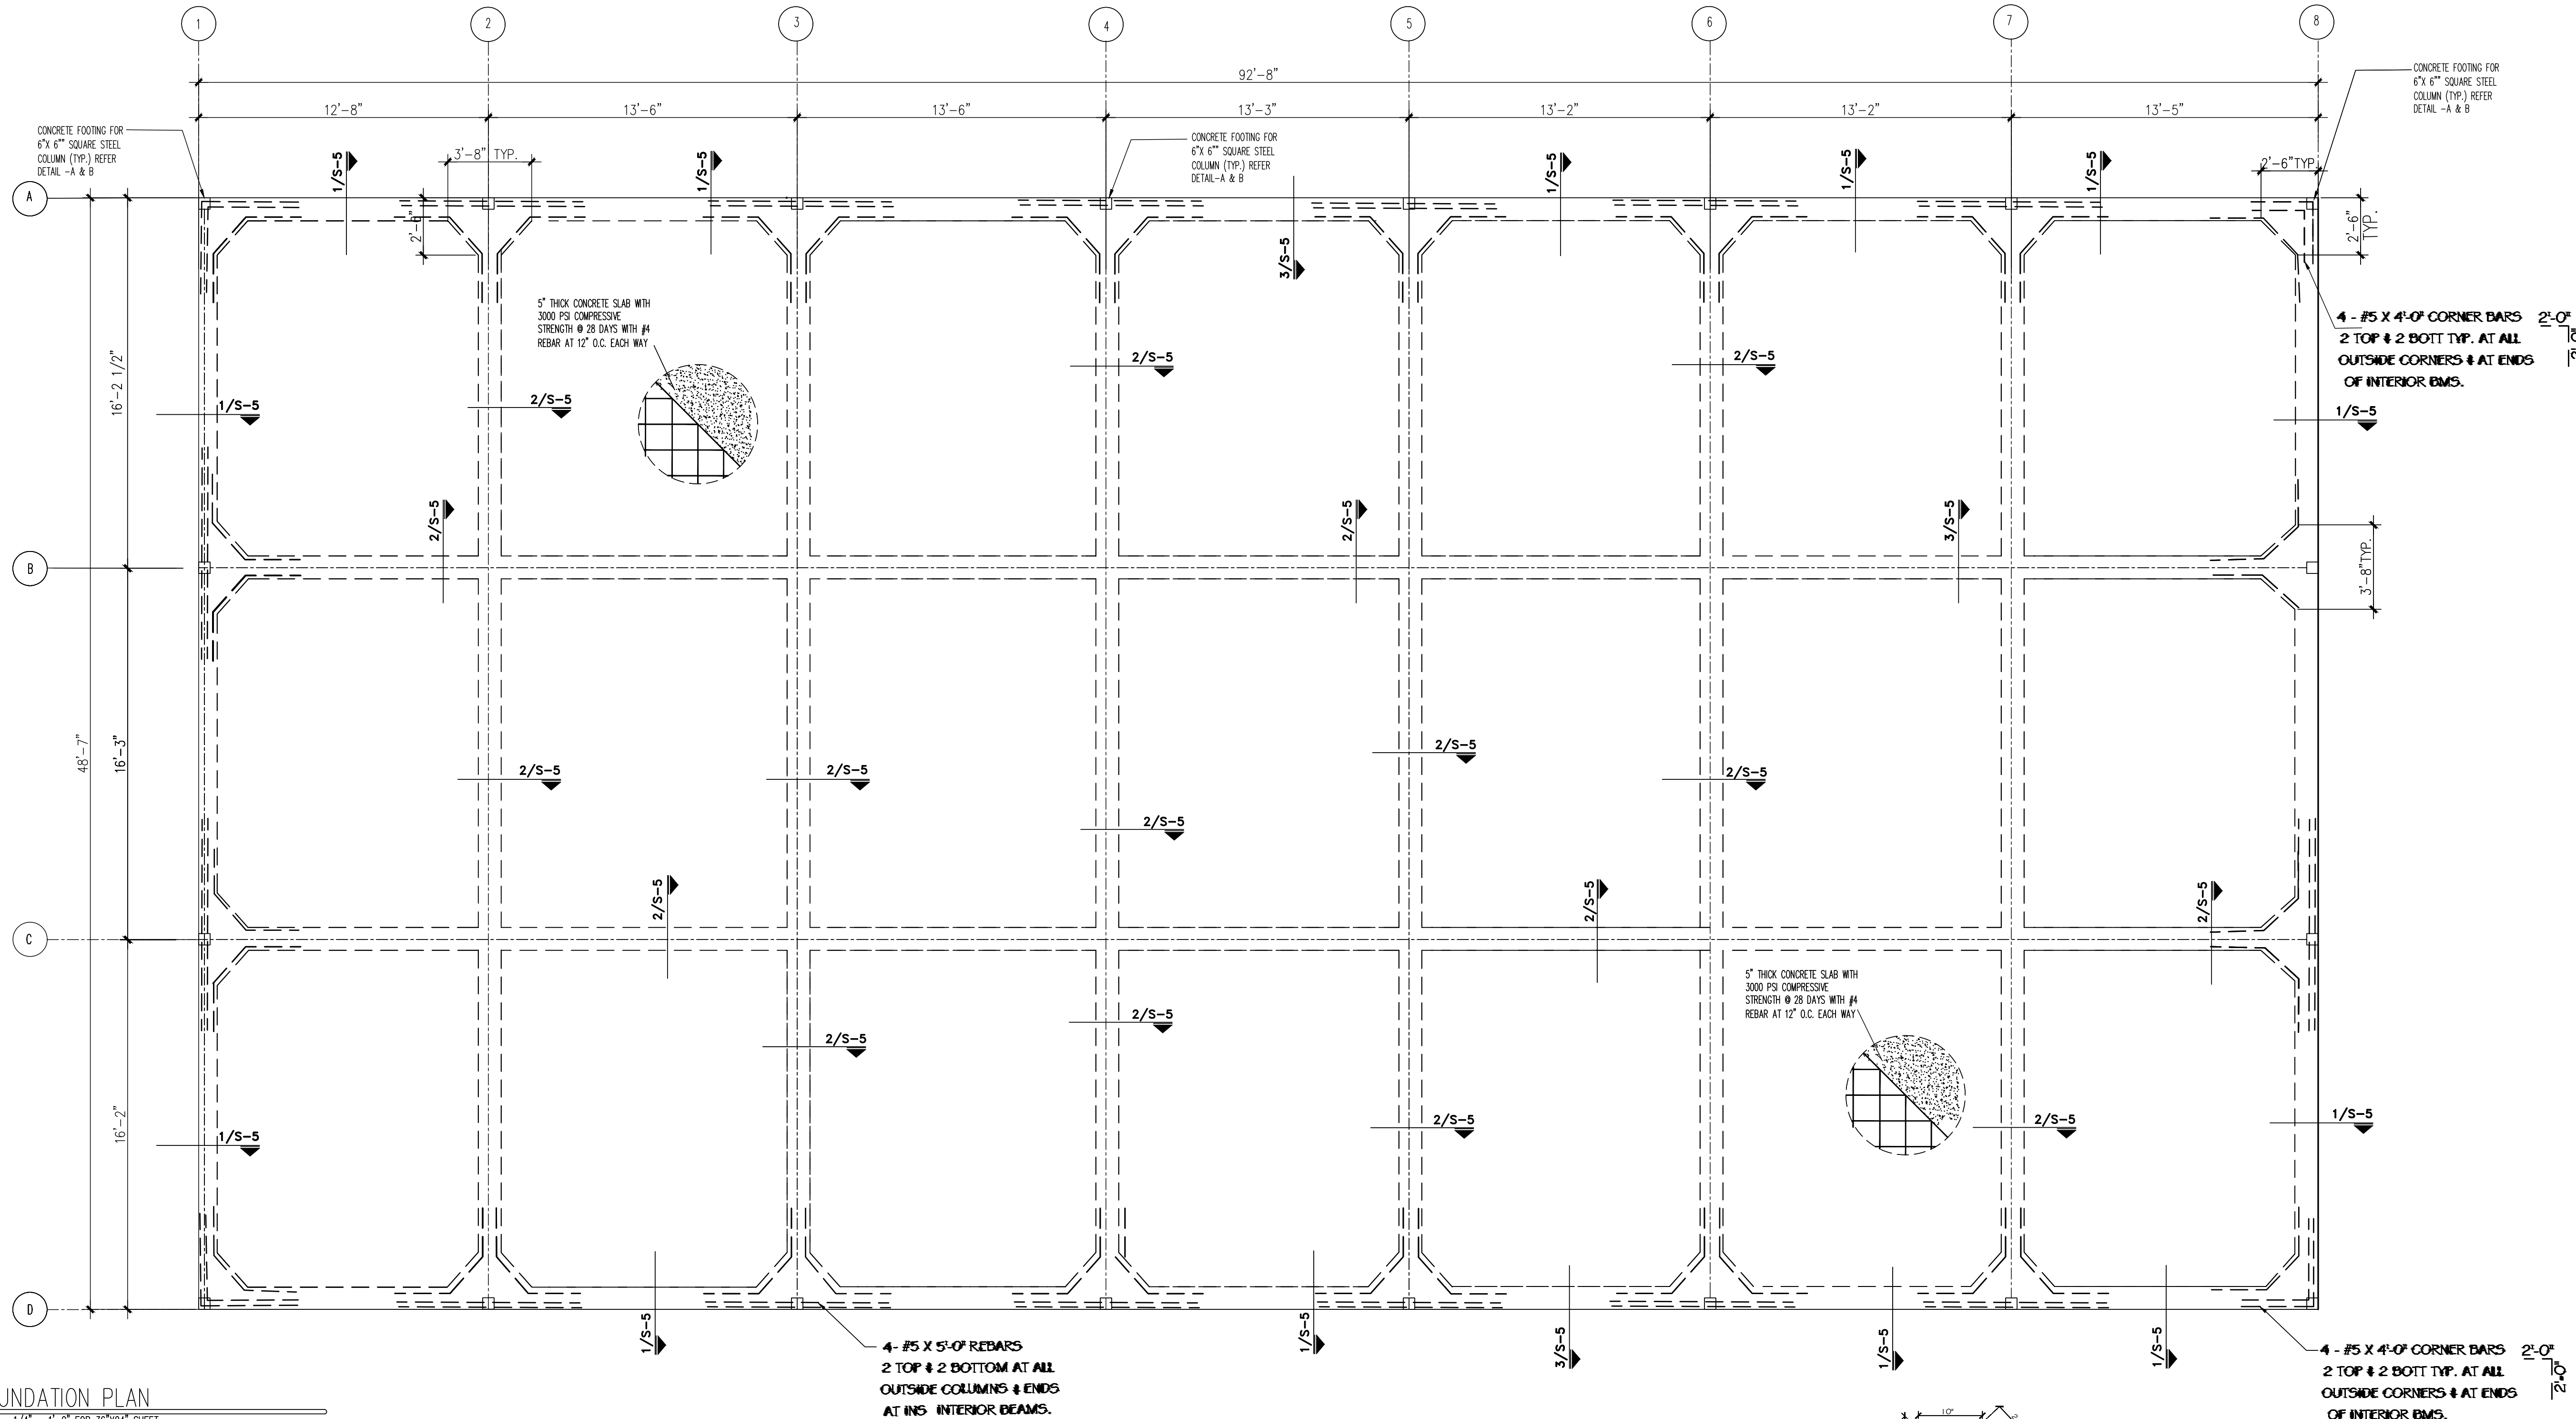 1
2
3
4
5
6
7
8
92'-8"
12'-8"
13'-6"
13'-6"
13'-3"
13'-2"
13'-2"
13'-5"
CONCRETE FOOTING FOR
6"X 6"" SQUARE STEEL
COLUMN (TYP.) REFER
DETAIL -A & B
CONCRETE FOOTING FOR
6"X 6"" SQUARE STEEL
COLUMN (TYP.) REFER
DETAIL-A & B
CONCRETE FOOTING FOR
6"X 6"" SQUARE STEEL
COLUMN (TYP.) REFER
DETAIL -A & B
1/S-5
3'-8" TYP.
1/S-5
1/S-5
1/S-5
1/S-5
2'-6"TYP.
A
2'-6"
3/S-5
2'-6"
TYP.
5" THICK CONCRETE SLAB WITH
3000 PSI COMPRESSIVE
STRENGTH @ 28 DAYS WITH #4
REBAR AT 12" O.C. EACH WAY
4 - #5 X 4'-0" CORNER BARS 2'-0"
2 TOP & 2 BOTT TYP. AT ALL
OUTSIDE CORNERS & AT ENDS
OF INTERIOR BMS.
2'-0"
16'-2 1/2"
2/S-5
2/S-5
1/S-5
2/S-5
1/S-5
2/S-5
2/S-5
3/S-5
B
3'-8"TYP.
48'-7"
16'-3"
2/S-5
2/S-5
2/S-5
2/S-5
2/S-5
2/S-5
2/S-5
2/S-5
C
5" THICK CONCRETE SLAB WITH
3000 PSI COMPRESSIVE
STRENGTH @ 28 DAYS WITH #4
REBAR AT 12" O.C. EACH WAY
2/S-5
2/S-5
16'-2"
1/S-5
2/S-5
2/S-5
1/S-5
D
1/S-5
1/S-5
3/S-5
1/S-5
1/S-5
4- #5 X 5'-0" REBARS
2 TOP & 2 BOTTOM AT ALL
OUTSIDE COLUMNS & ENDS
AT INS INTERIOR BEAMS.
4 - #5 X 4'-0" CORNER BARS 2'-0"
2 TOP & 2 BOTT TYP. AT ALL
OUTSIDE CORNERS & AT ENDS
OF INTERIOR BMS.
2'-0"
UNDATION PLAN
10"